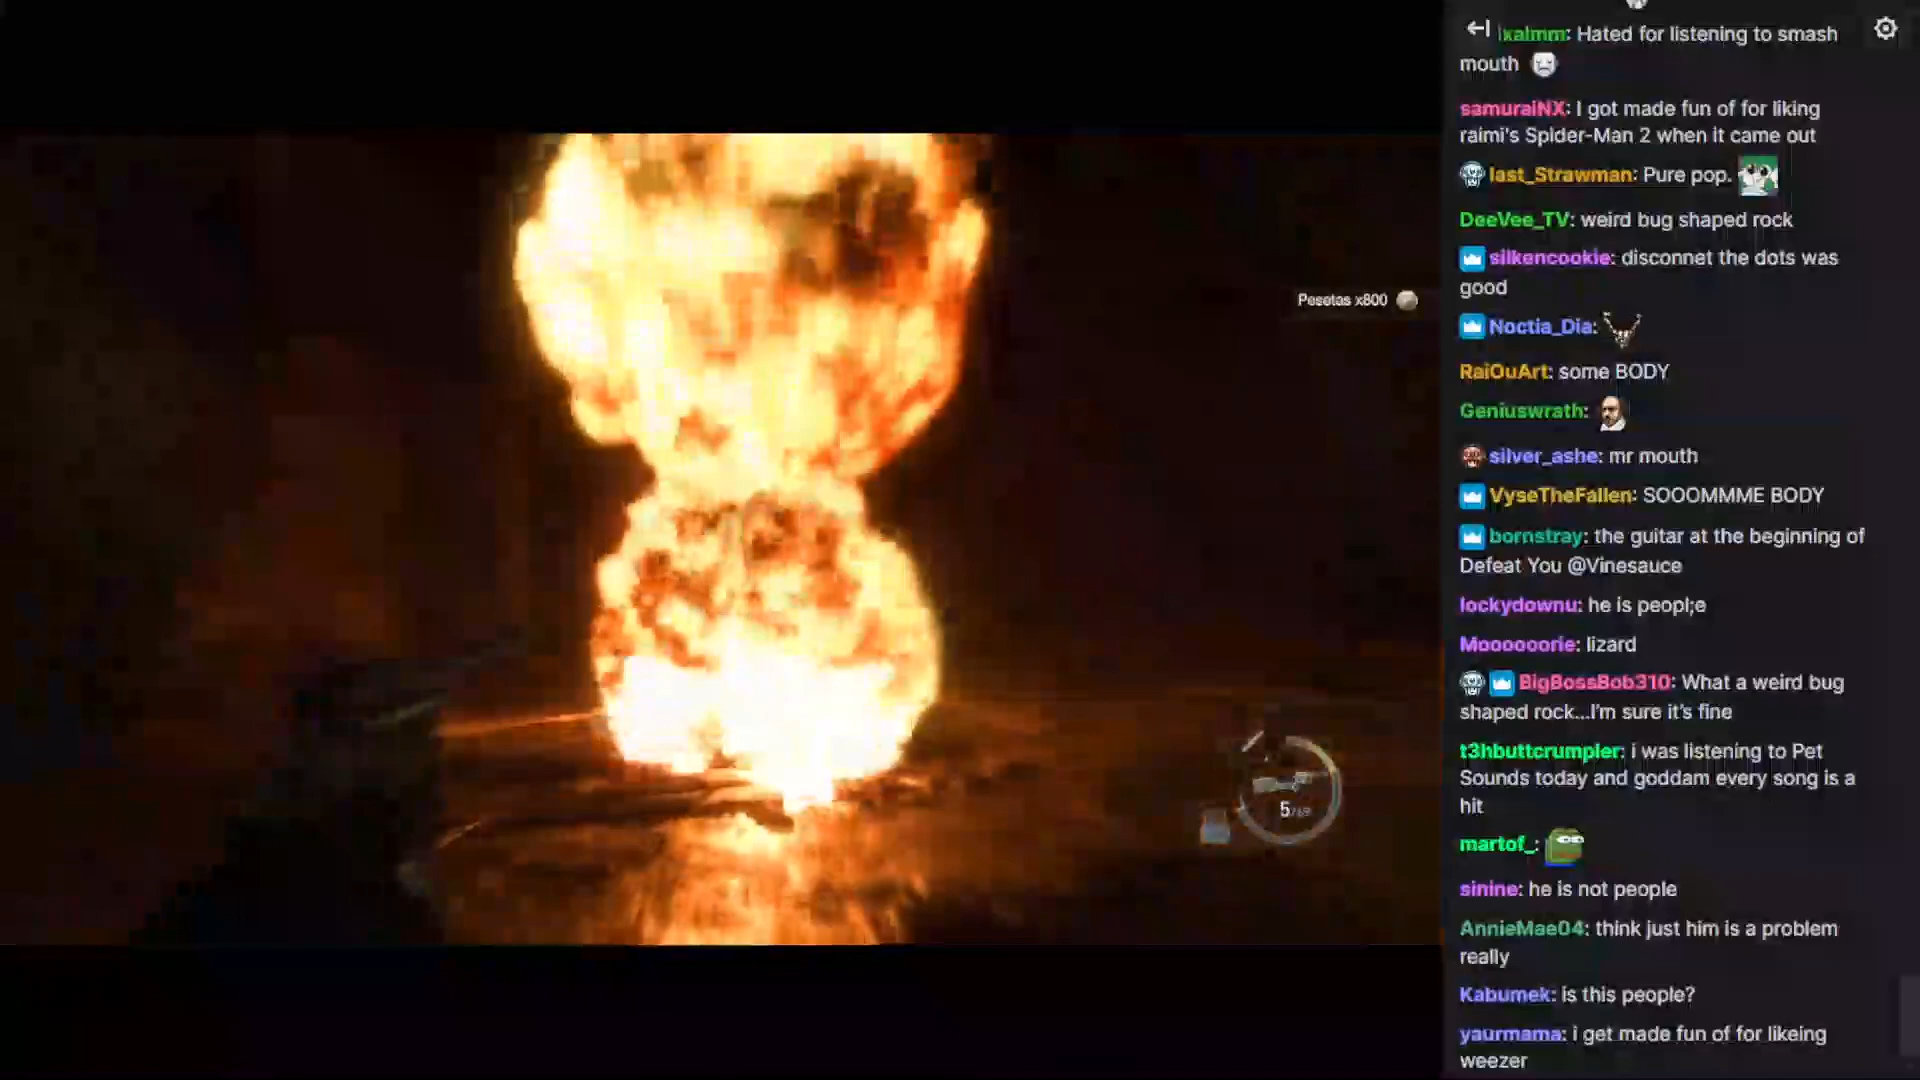 Pesetas x800
5
xalmm: Hated for listening to smash
mouth
samuraiNX: I got made fun of for liking
raimi's Spider-Man 2 when it came out
last_Strawman: Pure pop.
DeeVee_TV: weird bug shaped rock
silkencookie: disconnet the dots was
good
Noctia_Dia:
RaiOuArt: some BODY
Geniuswrath:
silver_ashe: mr mouth
VyseTheFallen: SOOOMMME BODY
bornstray: the guitar at the beginning of
Defeat You @Vinesauce
lockydownu: he is peopl;e
Mooooooorie: lizard
BigBossBob310: What a weird bug
shaped rock...I'm sure it's fine
t3hbuttcrumpler: i was listening to Pet
Sounds today and goddam every song is a
hit
martof_:
sinine: he is not people
AnnieMae04: think just him is a problem
really
Kabumek: is this people?
yaurmama: i get made fun of for likeing
weezer